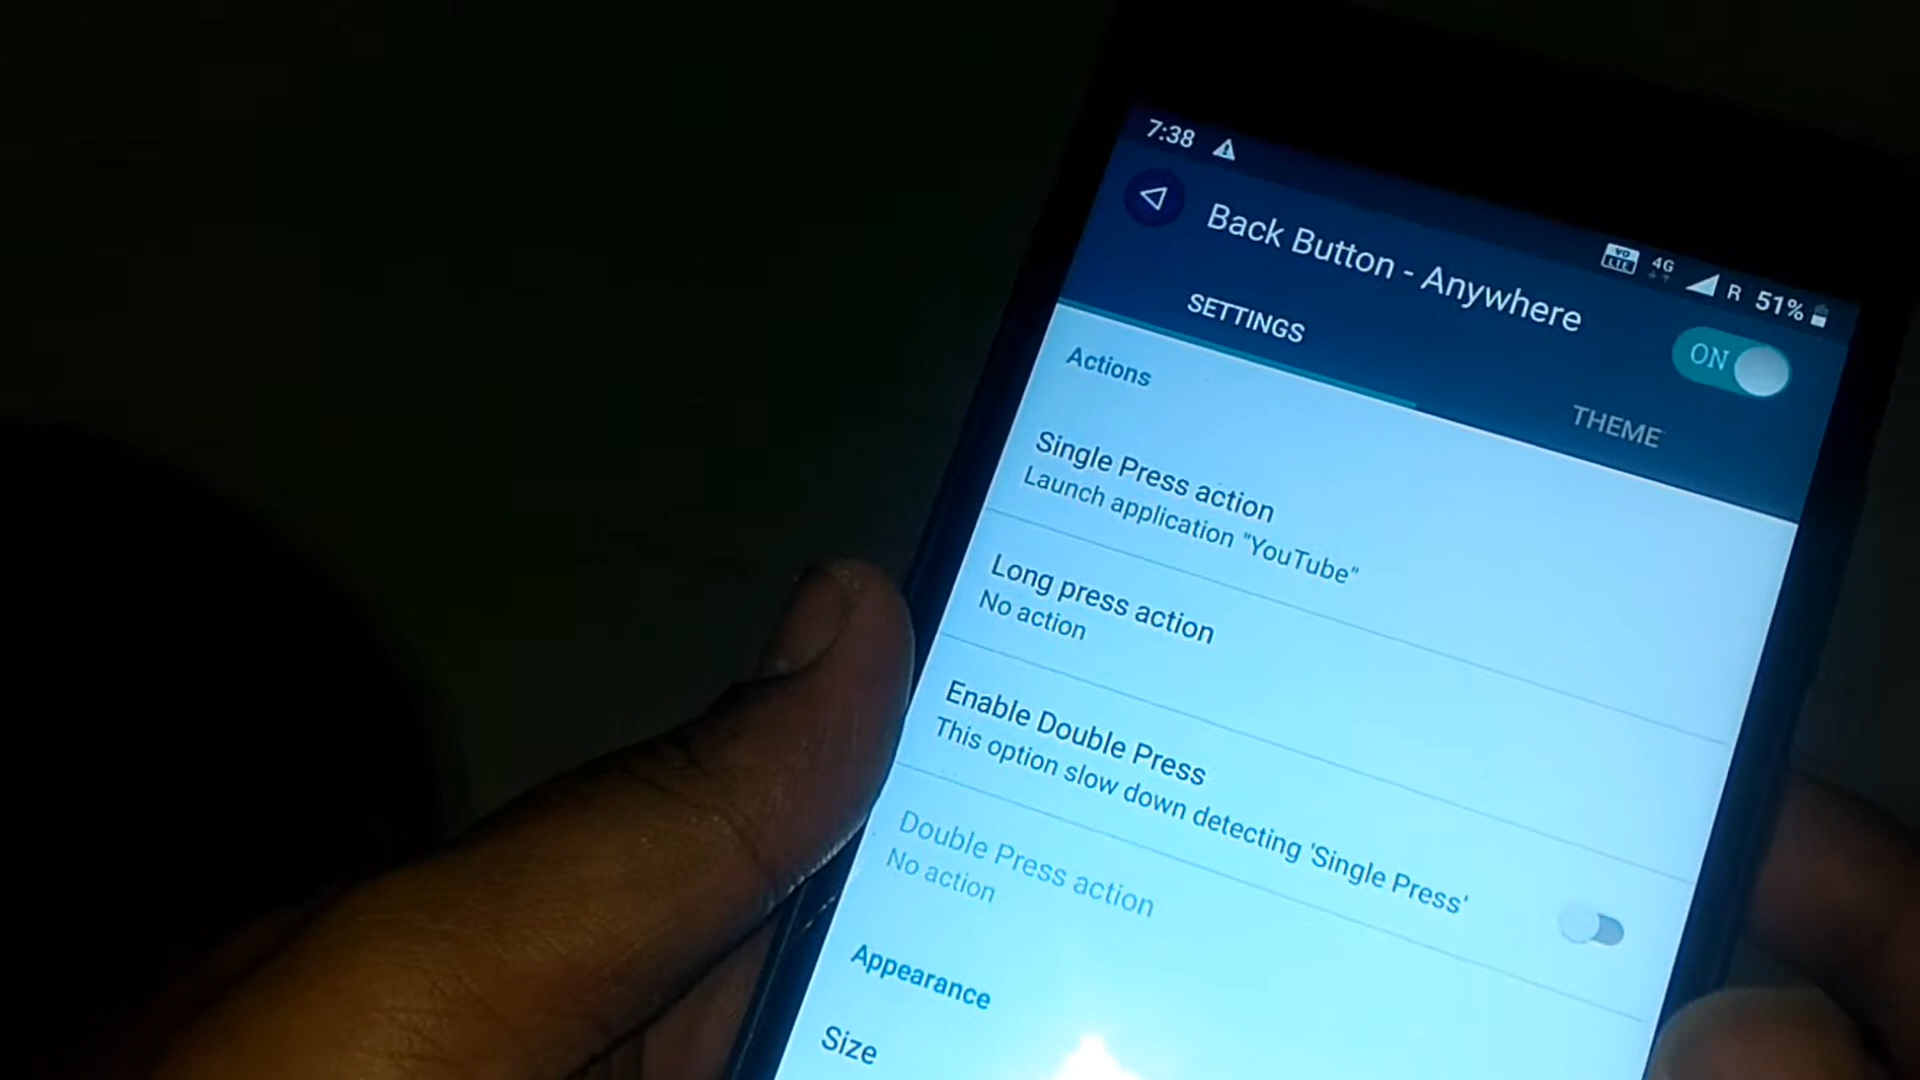 7:38
VO LTE 4G R 51%
Back Button - Anywhere
ON
SETTINGS
THEME
Actions
Single Press action
Launch application "YouTube"
Long press action
No action
Enable Double Press
This option slow down detecting 'Single Press'
Double Press action
No action
Appearance
Size